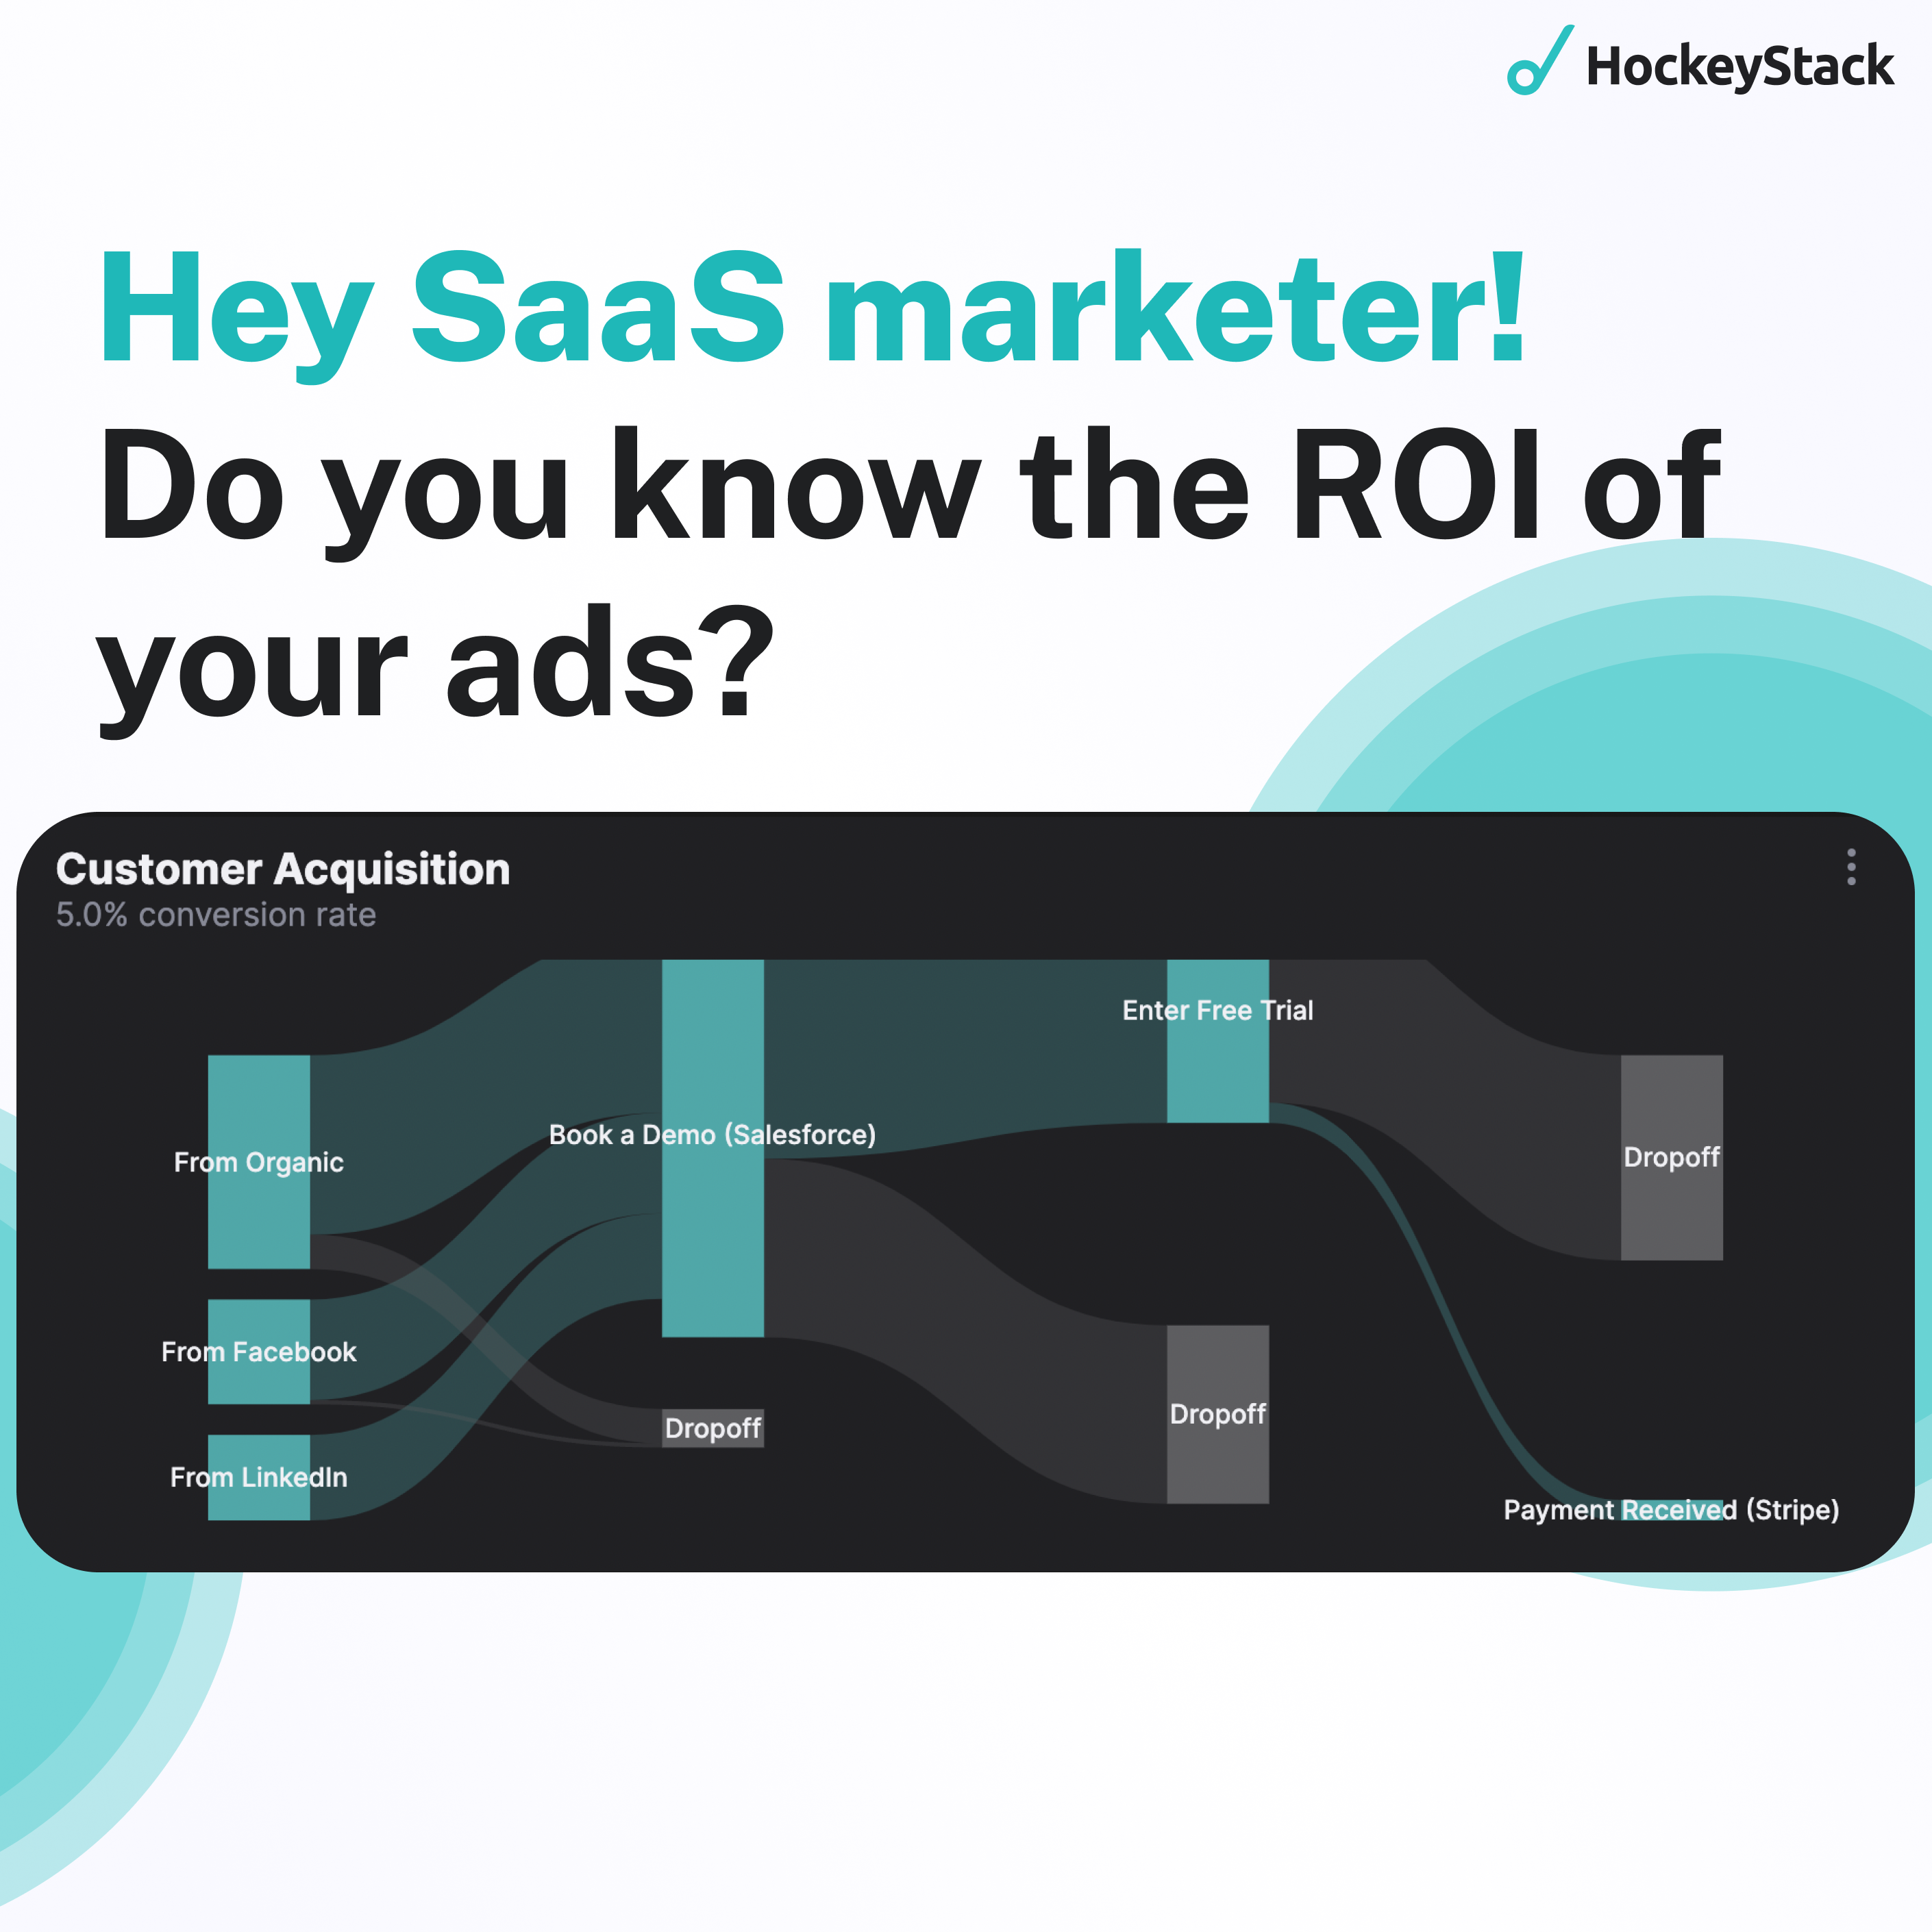 HockeyStack
Hey SaaS marketer!
Do you know the ROI of
your ads?
Customer Acquisition
5.0% conversion rate
From Organic
From Facebook
From LinkedIn
Book a Demo (Salesforce)
Dropoff
Enter Free Trial
Dropoff
Dropoff
Payment Received (Stripe)